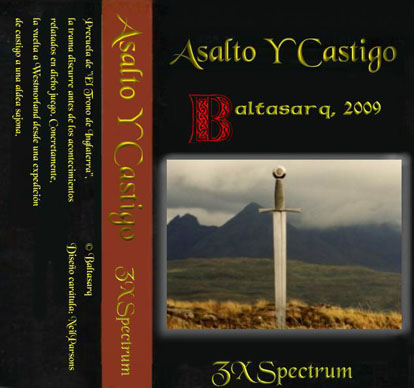 Asalto Y Castigo
Baltasarq, 2009
ZX Spectrum
Asalto Y Castigo ZX Spectrum
Precuela de "El Trono de Inglaterra",
la trama discurre antes de los acontecimientos
relatados en dicho juego. Concretamente,
la vuelta a Westmorland desde una expedición
de castigo a una aldea sajona.
© Baltasarq
Diseño carátula: Neil Parsons